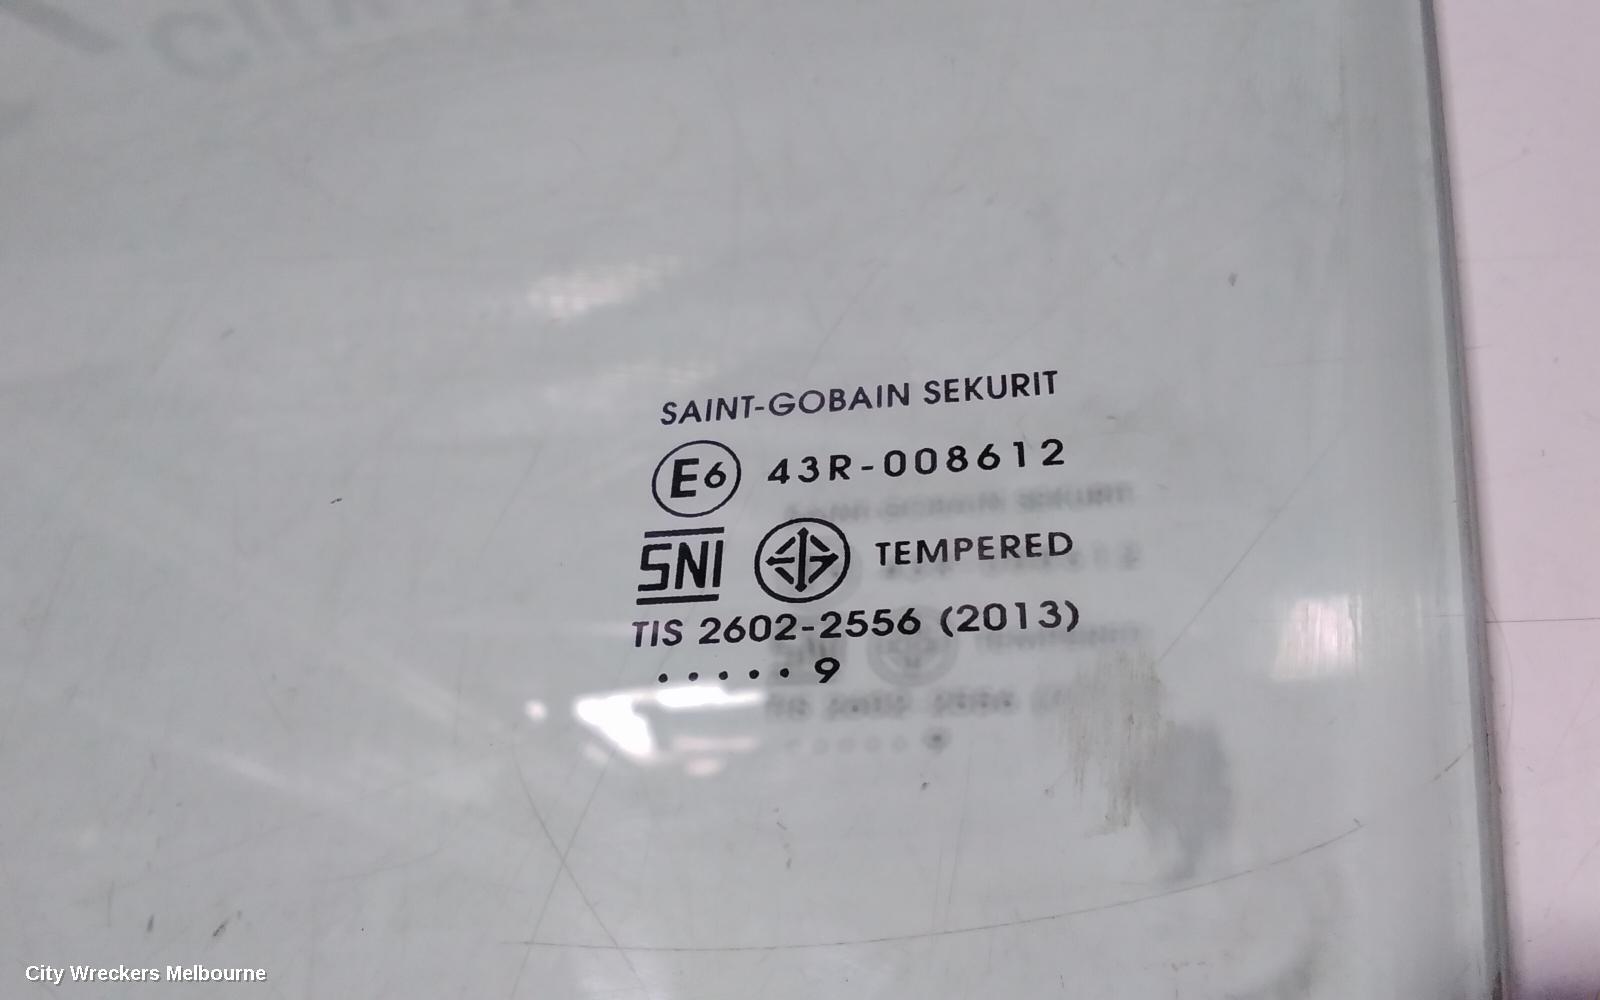 SAINT-GOBAIN SEKURIT
E6 43R-008612
SNI TEMPERED
TIS 2602-2556 (2013)
.....9
City Wreckers Melbourne